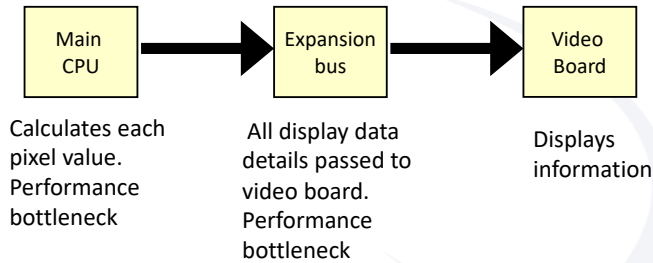 Main
CPU
Expansion
bus
Video
Board
Calculates each
pixel value.
Performance
bottleneck
All display data
details passed to
video board.
Performance
bottleneck
Displays
information